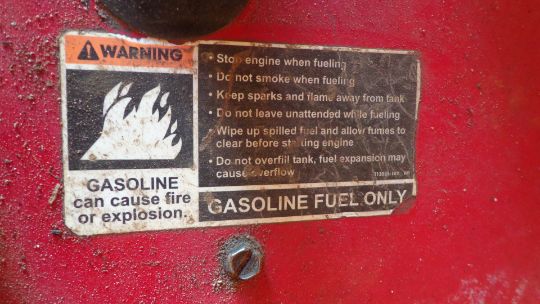 WARNING
GASOLINE
can cause fire
or explosion.
• Stop engine when fueling
• Do not smoke when fueling
• Keep sparks and flame away from tank
• Do not leave unattended while fueling
• Wipe up spilled fuel and allow fumes to
clear before starting engine
• Do not overfill tank, fuel expansion may
cause overflow
GASOLINE FUEL ONLY